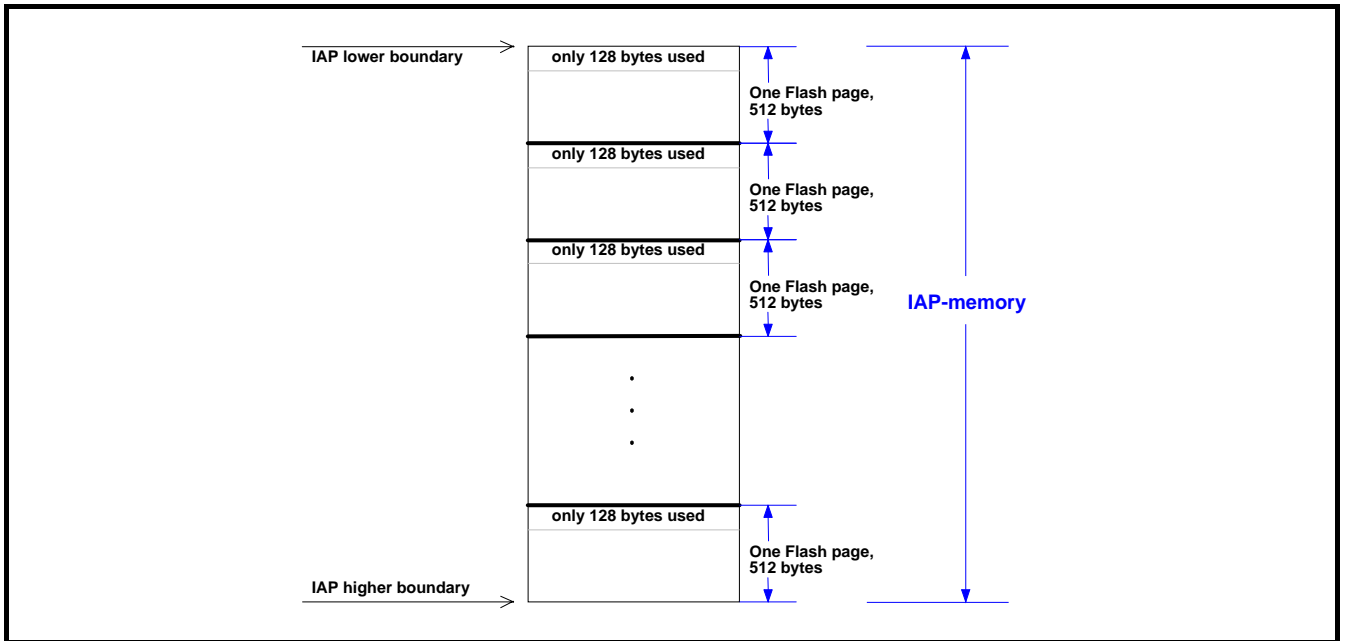 IAP lower boundary
only 128 bytes used
One Flash page,
512 bytes
only 128 bytes used
One Flash page,
512 bytes
only 128 bytes used
One Flash page,
512 bytes
IAP-memory
only 128 bytes used
One Flash page,
512 bytes
IAP higher boundary